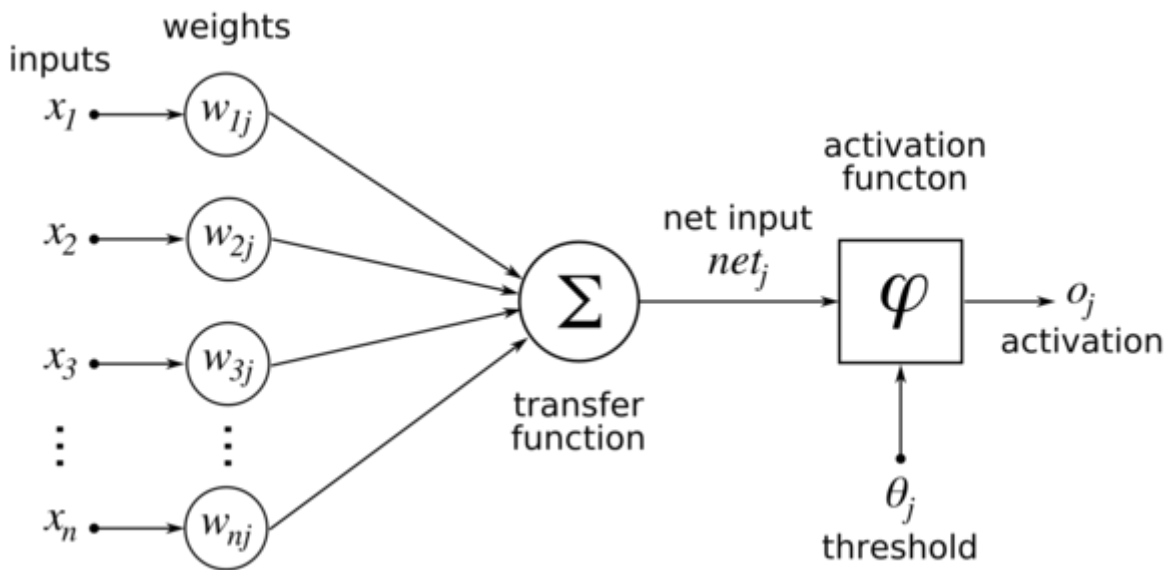 weights
inputs
x₁
w₁ⱼ
x₂
w₂ⱼ
x₃
w₃ⱼ
⋮
⋮
xₙ
wₙⱼ
Σ
transfer
function
net input
netⱼ
activation
functon
φ
oⱼ
activation
θⱼ
threshold